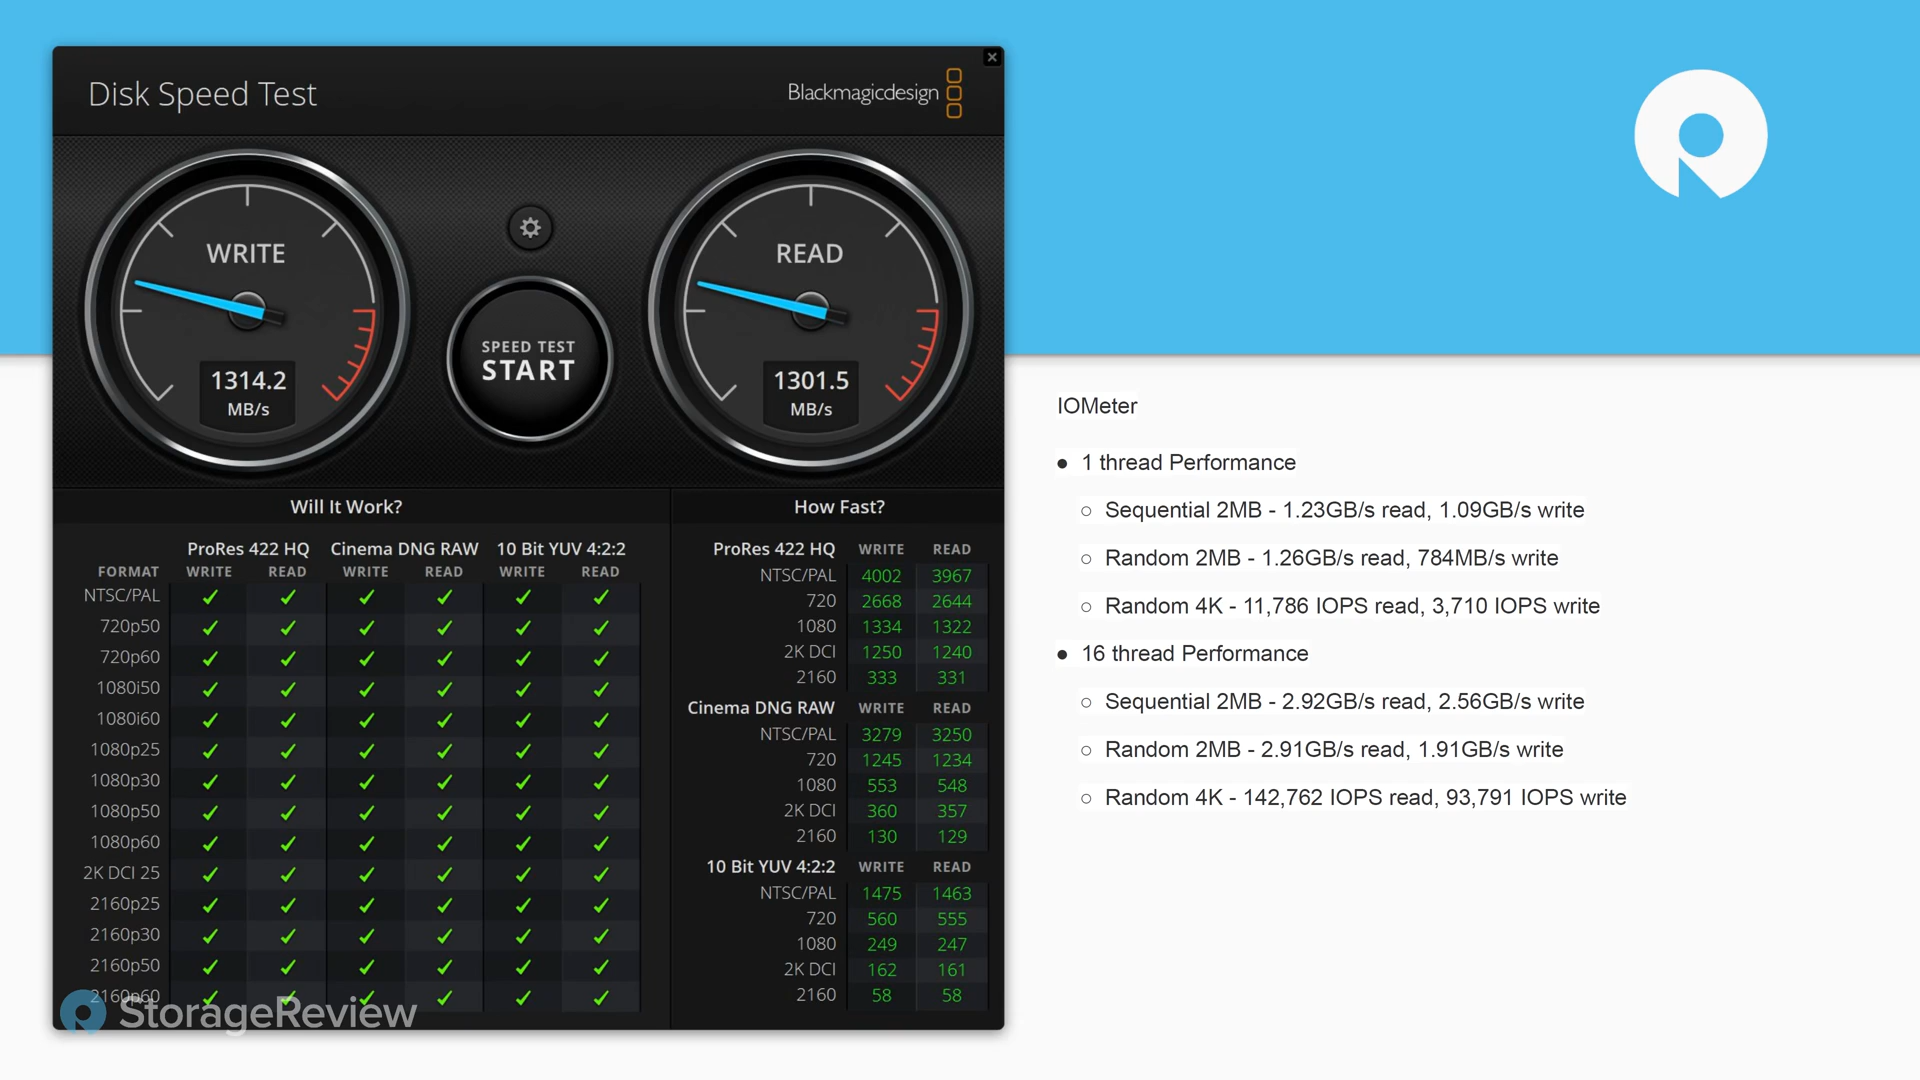 Disk Speed Test
Blackmagicdesign
WRITE
1314.2
MB/s
SPEED TEST
START
READ
1301.5
MB/s
Will It Work?
ProRes 422 HQ Cinema DNG RAW 10 Bit YUV 4:2:2
FORMAT WRITE READ WRITE READ WRITE READ
NTSC/PAL ✓ ✓ ✓ ✓ ✓ ✓
720p50 ✓ ✓ ✓ ✓ ✓ ✓
720p60 ✓ ✓ ✓ ✓ ✓ ✓
1080i50 ✓ ✓ ✓ ✓ ✓ ✓
1080i60 ✓ ✓ ✓ ✓ ✓ ✓
1080p25 ✓ ✓ ✓ ✓ ✓ ✓
1080p30 ✓ ✓ ✓ ✓ ✓ ✓
1080p50 ✓ ✓ ✓ ✓ ✓ ✓
1080p60 ✓ ✓ ✓ ✓ ✓ ✓
2K DCI 25 ✓ ✓ ✓ ✓ ✓ ✓
2160p25 ✓ ✓ ✓ ✓ ✓ ✓
2160p30 ✓ ✓ ✓ ✓ ✓ ✓
2160p50 ✓ ✓ ✓ ✓ ✓ ✓
2160p60 ✓ ✓ ✓ ✓ ✓ ✓
StorageReview
How Fast?
ProRes 422 HQ WRITE READ
NTSC/PAL 4002 3967
720 2668 2644
1080 1334 1322
2K DCI 1250 1240
2160 333 331
Cinema DNG RAW WRITE READ
NTSC/PAL 3279 3250
720 1245 1234
1080 553 548
2K DCI 360 357
2160 130 129
10 Bit YUV 4:2:2 WRITE READ
NTSC/PAL 1475 1463
720 560 555
1080 249 247
2K DCI 162 161
2160 58 58
IOMeter
● 1 thread Performance
○ Sequential 2MB - 1.23GB/s read, 1.09GB/s write
○ Random 2MB - 1.26GB/s read, 784MB/s write
○ Random 4K - 11,786 IOPS read, 3,710 IOPS write
● 16 thread Performance
○ Sequential 2MB - 2.92GB/s read, 2.56GB/s write
○ Random 2MB - 2.91GB/s read, 1.91GB/s write
○ Random 4K - 142,762 IOPS read, 93,791 IOPS write